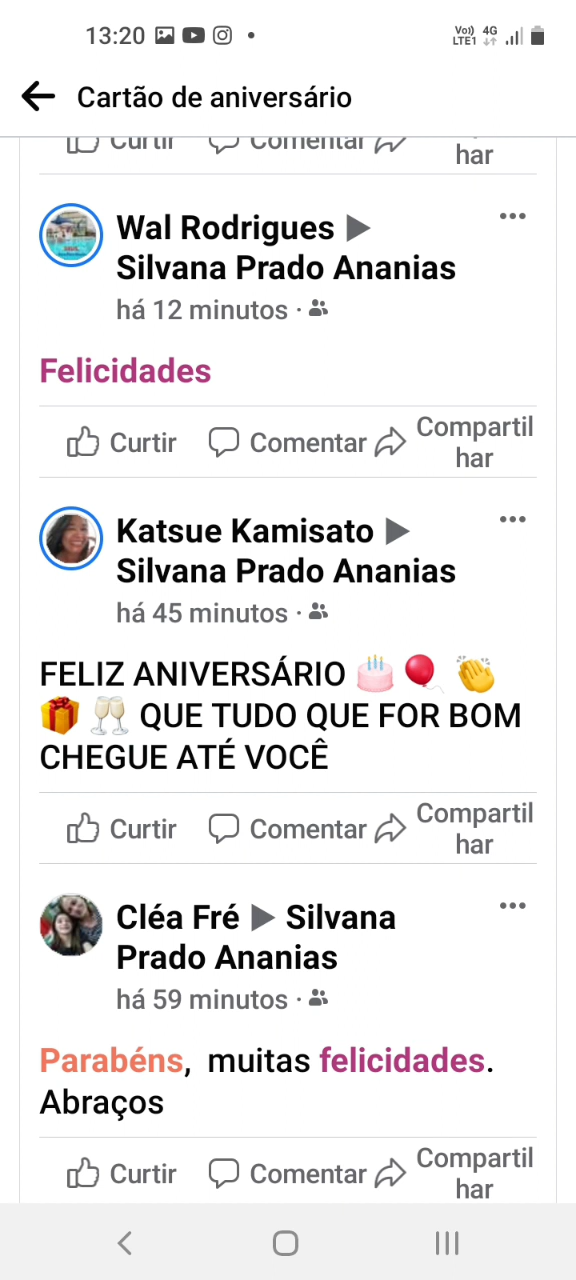 13:20 Vo) 4G LTE1
Cartão de aniversário
Curtir Comentar
har
Wal Rodrigues
Silvana Prado Ananias
há 12 minutos ·
Felicidades
Curtir Comentar Compartil
har
Katsue Kamisato
Silvana Prado Ananias
há 45 minutos ·
FELIZ ANIVERSÁRIO 🎂🎈 👏
🎁 🥂 QUE TUDO QUE FOR BOM
CHEGUE ATÉ VOCÊ
Curtir Comentar Compartil
har
Cléa Fré Silvana
Prado Ananias
há 59 minutos ·
Parabéns, muitas felicidades.
Abraços
Curtir Comentar Compartil
har